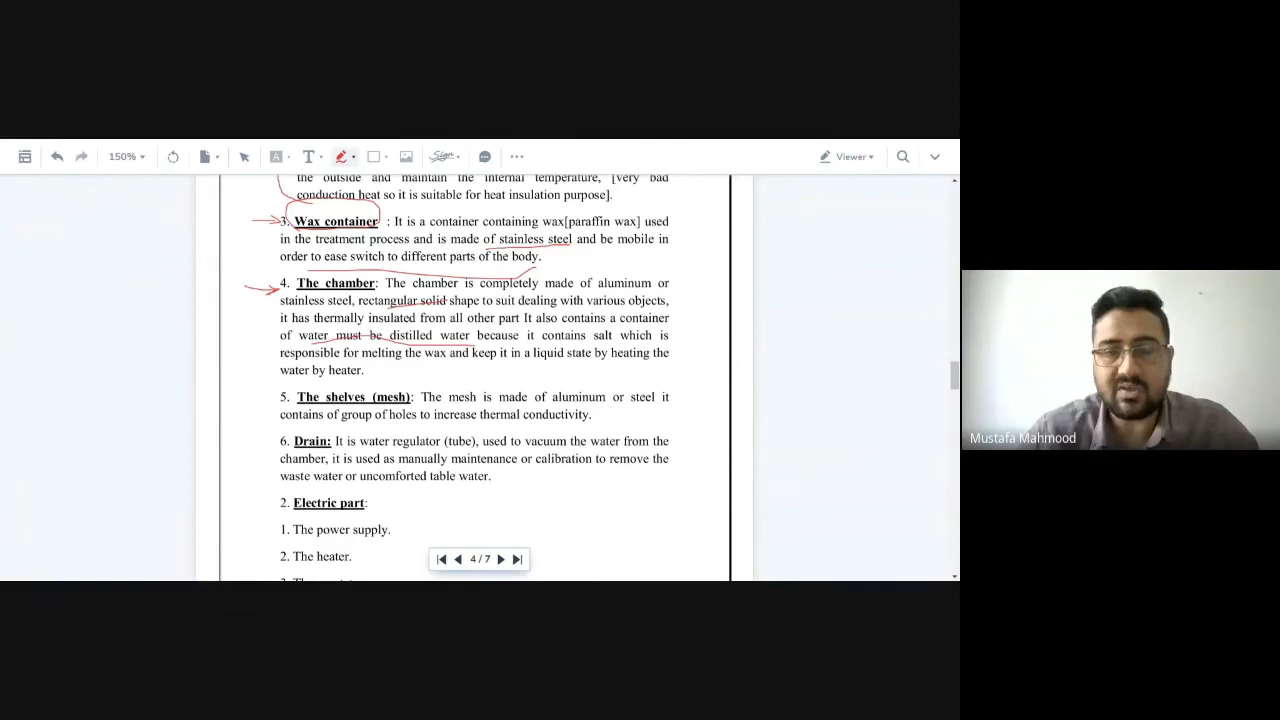 150%
A
T
Sign
Viewer
the outside and maintain the internal temperature, [very bad
conduction heat so it is suitable for heat insulation purpose].
3. Wax container : It is a container containing wax[paraffin wax] used
in the treatment process and is made of stainless steel and be mobile in
order to ease switch to different parts of the body.
4. The chamber: The chamber is completely made of aluminum or
stainless steel, rectangular solid shape to suit dealing with various objects,
it has thermally insulated from all other part It also contains a container
of water must be distilled water because it contains salt which is
responsible for melting the wax and keep it in a liquid state by heating the
water by heater.
5. The shelves (mesh): The mesh is made of aluminum or steel it
contains of group of holes to increase thermal conductivity.
6. Drain: It is water regulator (tube), used to vacuum the water from the
chamber, it is used as manually maintenance or calibration to remove the
waste water or uncomforted table water.
2. Electric part:
1. The power supply.
2. The heater.
4 / 7
Mustafa Mahmood